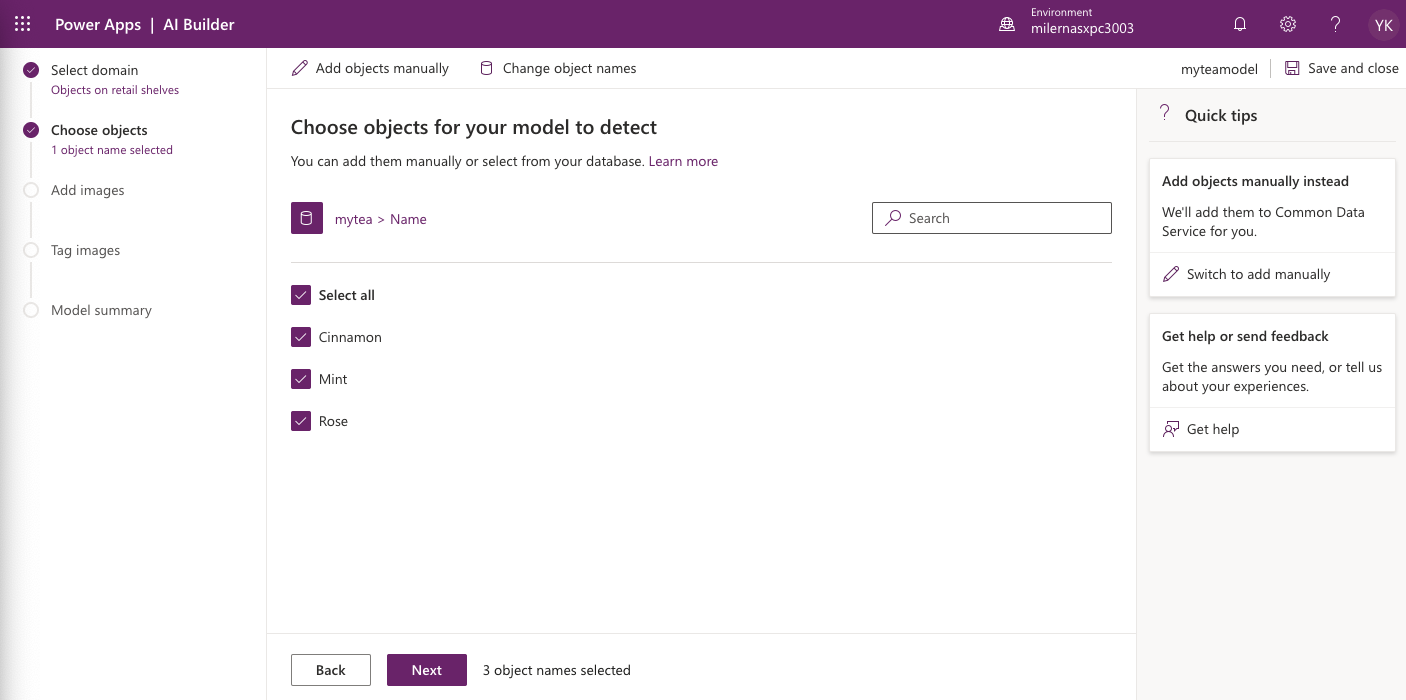 Power Apps | AI Builder
Environment
milernasxpc3003
YK
Select domain
Objects on retail shelves
Choose objects
1 object name selected
Add images
Tag images
Model summary
Add objects manually
Change object names
myteamodel
Save and close
Choose objects for your model to detect
You can add them manually or select from your database. Learn more
mytea > Name
Search
Select all
Cinnamon
Mint
Rose
Back
Next
3 object names selected
Quick tips
Add objects manually instead
We'll add them to Common Data
Service for you.
Switch to add manually
Get help or send feedback
Get the answers you need, or tell us
about your experiences.
Get help